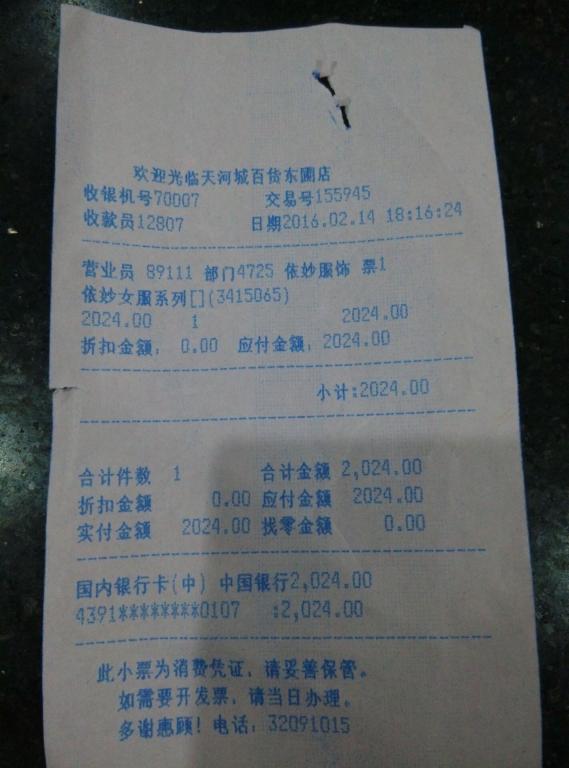 欢迎光临天河城百货东圃店
收银机号70007 交易号155945
收款员12807 日期2016.02.14 18:16:24
营业员 89111 部门4725 依妙服饰 票1
依妙女服系列[](3415065)
2024.00 1 2024.00
折扣金额: 0.00 应付金额: 2024.00
小计:2024.00
合计件数 1 合计金额 2,024.00
折扣金额 0.00 应付金额 2024.00
实付金额 2024.00 找零金额 0.00
国内银行卡(中) 中国银行2,024.00
4391********0107 :2,024.00
此小票为消费凭证，请妥善保管。
如需要开发票，请当日办理。
多谢惠顾! 电话: 32091015